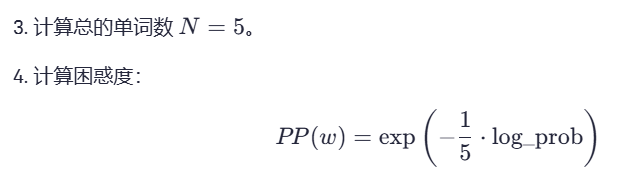 3. 计算总的单词数 N = 5。
4. 计算困惑度：
PP(w) = exp(−1/5 · log_prob)